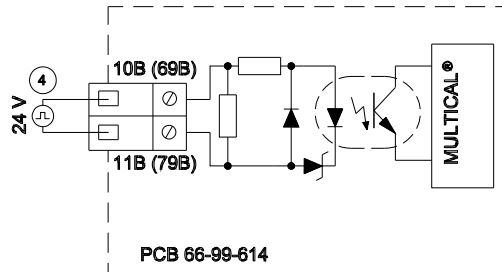 10B (69B)
4
24 V
11B (79B)
MULTICAL®
PCB 66-99-614